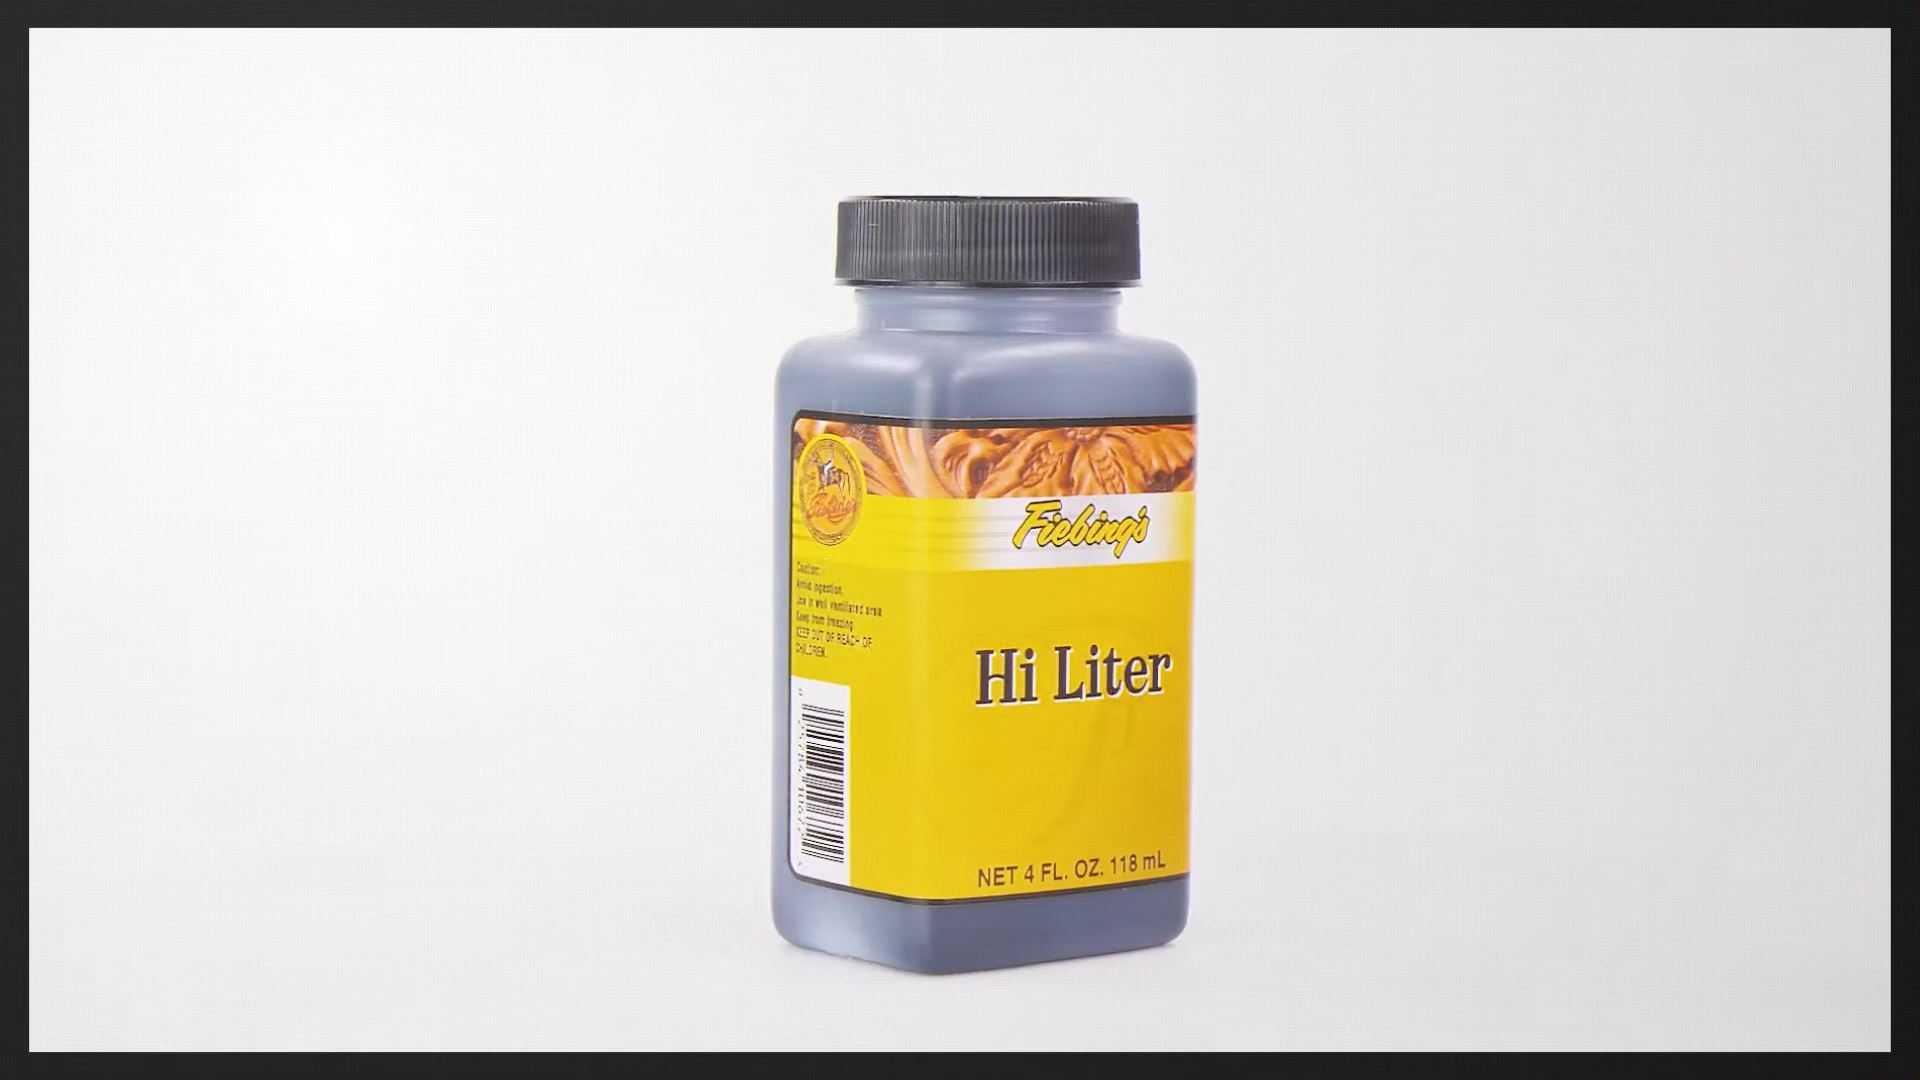 Fiebing's
Hi Liter
NET 4 FL. OZ. 118 mL
Caution:
Avoid ingestion.
Use in well ventilated area
Keep from freezing
KEEP OUT OF REACH OF
CHILDREN.